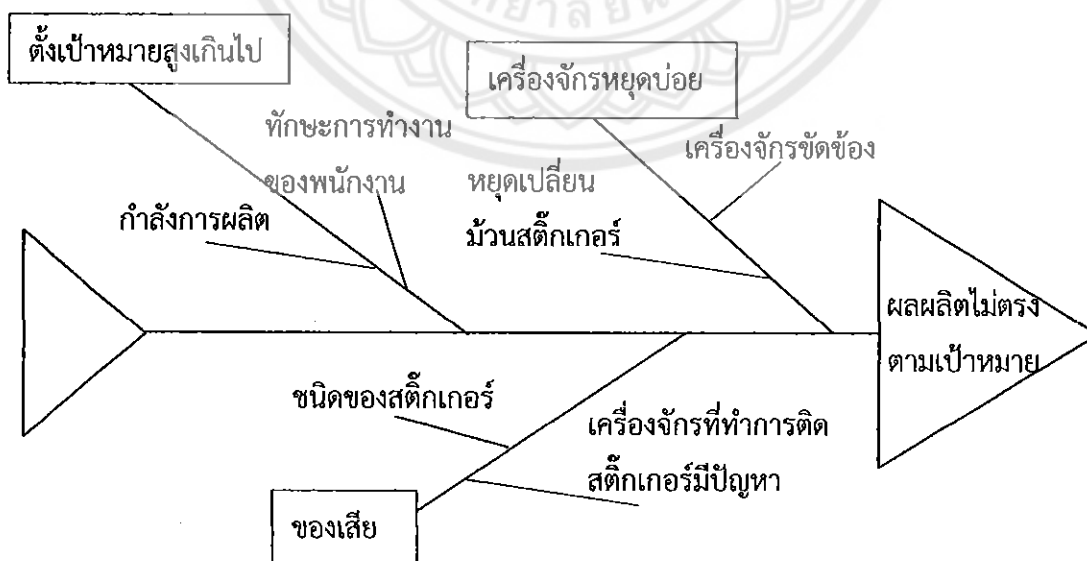 ตั้งเป้าหมายสูงเกินไป
เครื่องจักรหยุดบ่อย
ทักษะการทำงาน
ของพนักงาน
เครื่องจักรขัดข้อง
หยุดเปลี่ยน
ม้วนสติ๊กเกอร์
กำลังการผลิต
ผลผลิตไม่ตรง
ตามเป้าหมาย
ชนิดของสติ๊กเกอร์
เครื่องจักรที่ทำการติด
สติ๊กเกอร์มีปัญหา
ของเสีย